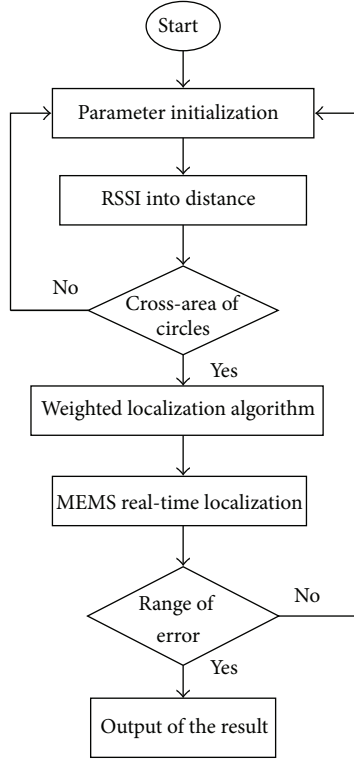 Start
Parameter initialization
RSSI into distance
No
Cross-area of
circles
Yes
Weighted localization algorithm
MEMS real-time localization
Range of
error
No
Yes
Output of the result